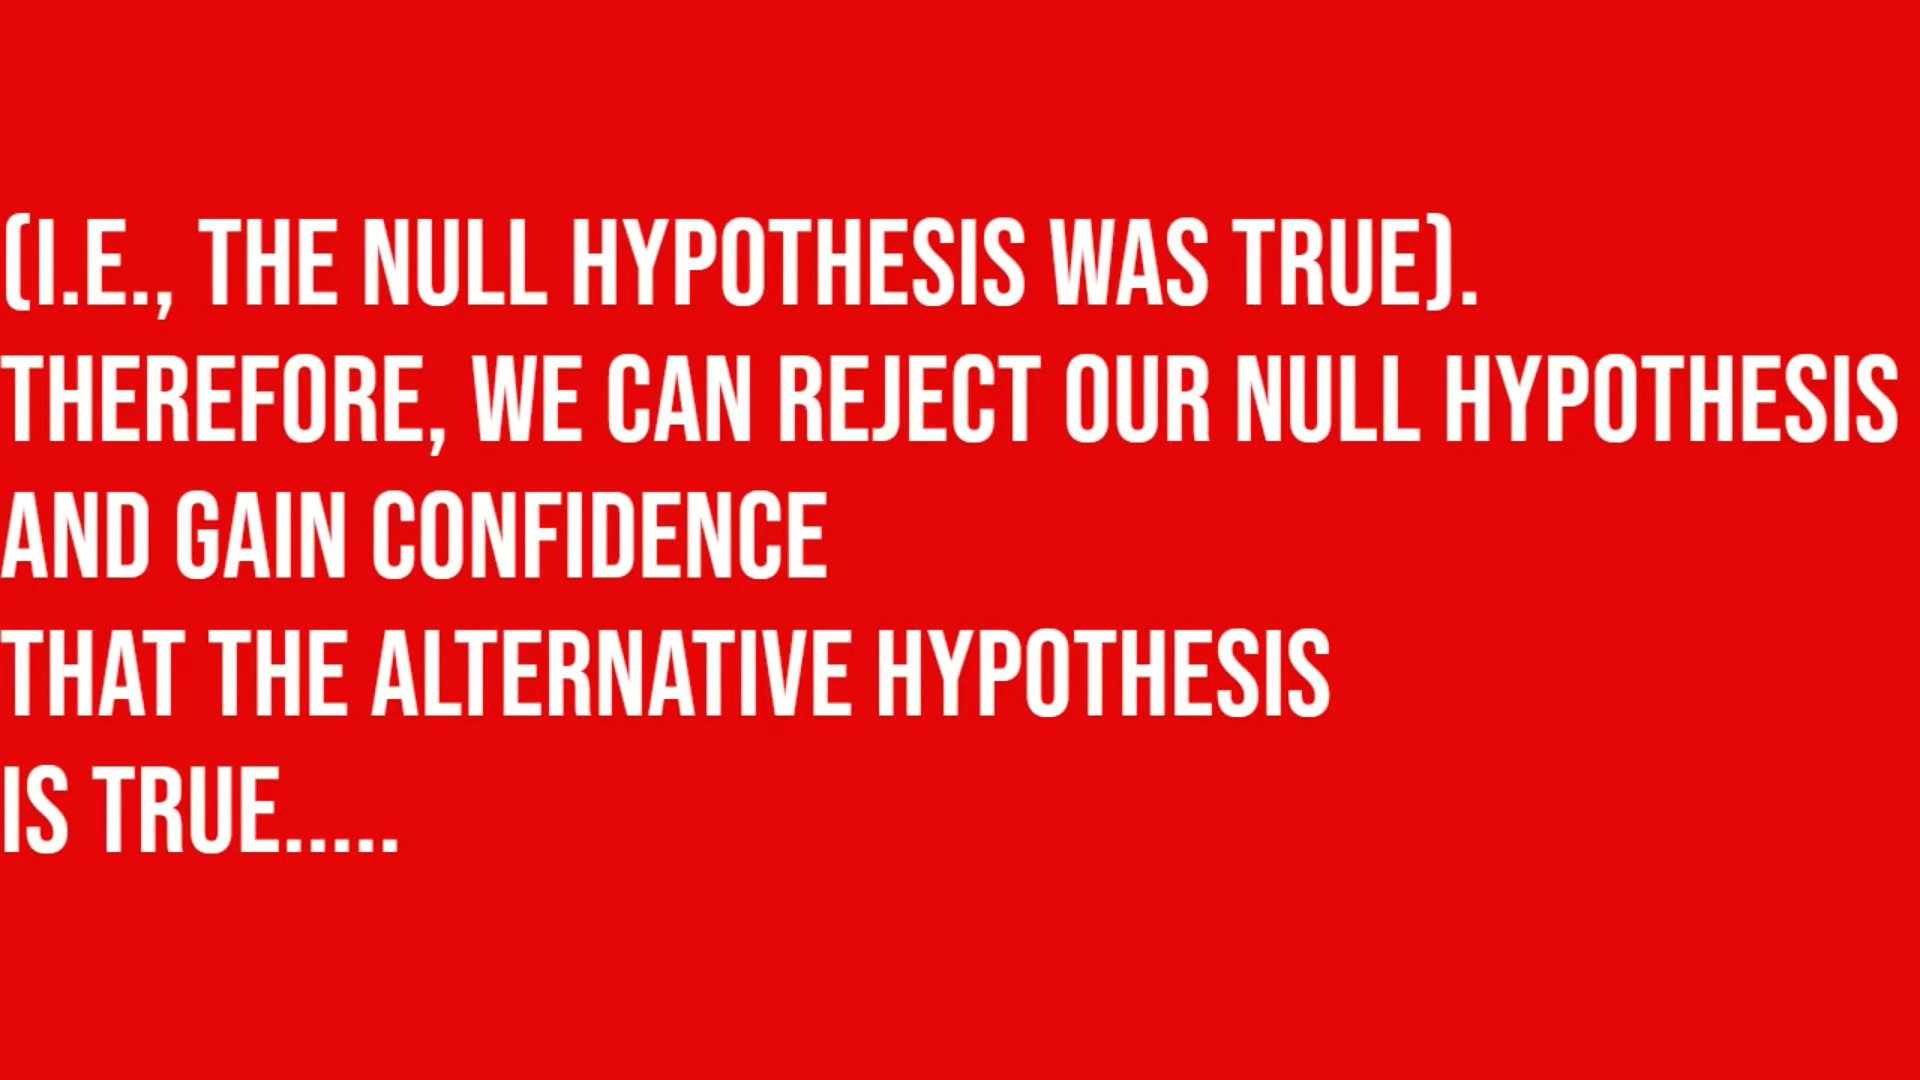 (I.E., THE NULL HYPOTHESIS WAS TRUE).
THEREFORE, WE CAN REJECT OUR NULL HYPOTHESIS
AND GAIN CONFIDENCE
THAT THE ALTERNATIVE HYPOTHESIS
IS TRUE.....